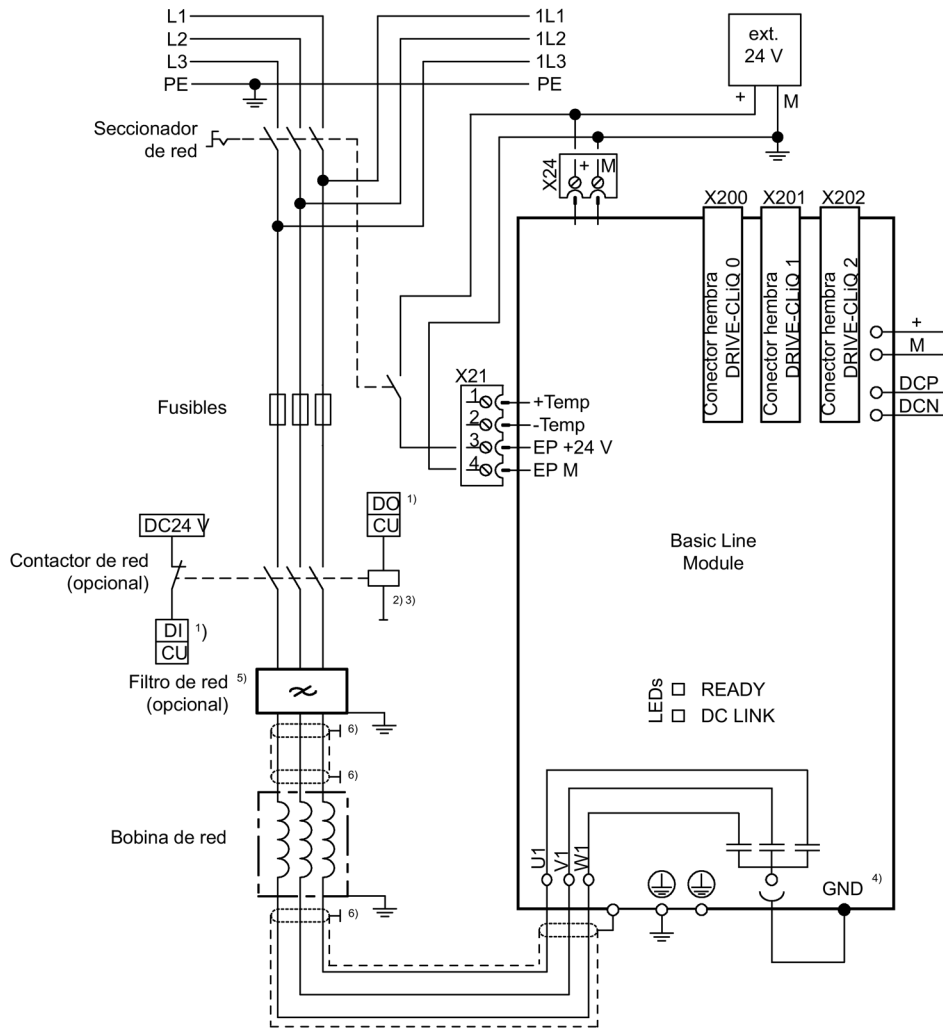 L1
L2
L3
PE
1L1
1L2
1L3
PE
ext.
24 V
+
M
Seccionador
de red
X24
+
M
X200
X201
X202
Conector hembra
DRIVE-CLiQ 0
Conector hembra
DRIVE-CLiQ 1
Conector hembra
DRIVE-CLiQ 2
+
M
DCP
DCN
X21
1
+Temp
2
-Temp
3
EP +24 V
4
EP M
Fusibles
DO 1)
CU
DC24 V
Contactor de red
(opcional)
2) 3)
DI 1)
CU
Basic Line
Module
Filtro de red 5)
(opcional)
LEDs
READY
DC LINK
6)
6)
Bobina de red
U1
V1
W1
GND 4)
6)